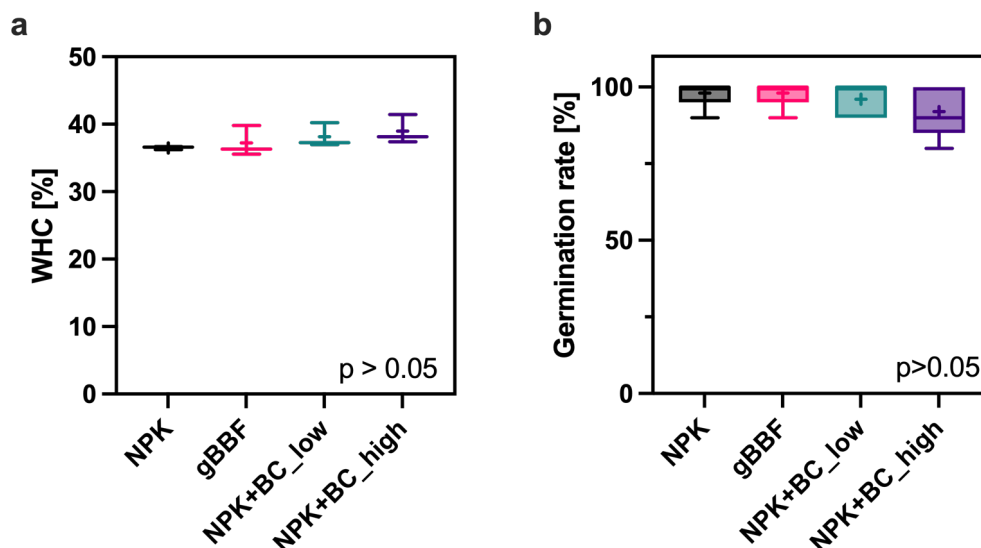 a
WHC [%]
50
40
30
20
10
0
p > 0.05
NPK
gBBF
NPK+BC_low
NPK+BC_high
b
Germination rate [%]
100
50
0
p>0.05
NPK
gBBF
NPK+BC_low
NPK+BC_high